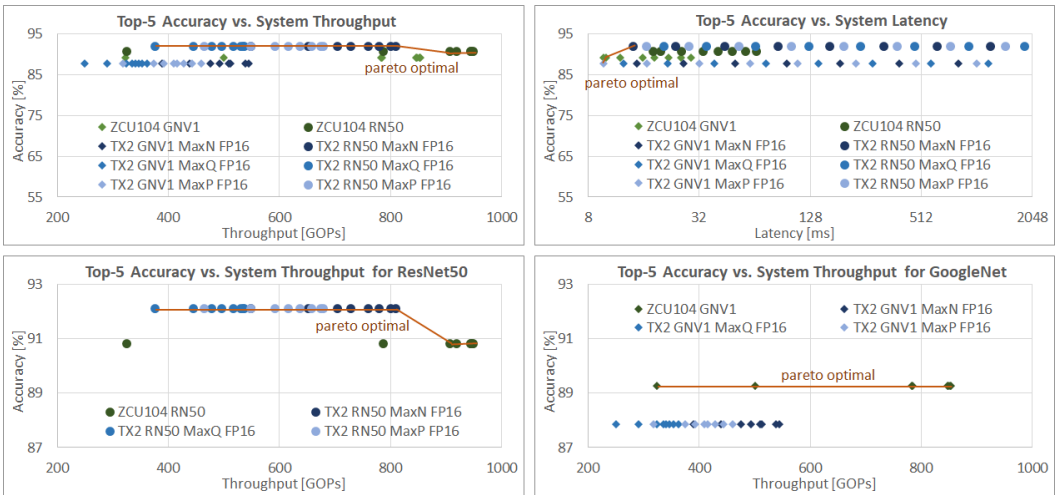 Top-5 Accuracy vs. System Throughput
Accuracy [%]
95
85
75
65
55
pareto optimal
ZCU104 GNV1
ZCU104 RN50
TX2 GNV1 MaxN FP16
TX2 RN50 MaxN FP16
TX2 GNV1 MaxQ FP16
TX2 RN50 MaxQ FP16
TX2 GNV1 MaxP FP16
TX2 RN50 MaxP FP16
200 400 600 800 1000
Throughput [GOPs]
Top-5 Accuracy vs. System Latency
Accuracy [%]
95
85
75
65
55
pareto optimal
ZCU104 GNV1
ZCU104 RN50
TX2 GNV1 MaxN FP16
TX2 RN50 MaxN FP16
TX2 GNV1 MaxQ FP16
TX2 RN50 MaxQ FP16
TX2 GNV1 MaxP FP16
TX2 RN50 MaxP FP16
8 32 128 512 2048
Latency [ms]
Top-5 Accuracy vs. System Throughput for ResNet50
Accuracy [%]
93
91
89
87
pareto optimal
ZCU104 RN50
TX2 RN50 MaxN FP16
TX2 RN50 MaxQ FP16
TX2 RN50 MaxP FP16
200 400 600 800 1000
Throughput [GOPs]
Top-5 Accuracy vs. System Throughput for GoogleNet
Accuracy [%]
93
91
89
87
ZCU104 GNV1
TX2 GNV1 MaxN FP16
TX2 GNV1 MaxQ FP16
TX2 GNV1 MaxP FP16
pareto optimal
200 400 600 800 1000
Throughput [GOPs]